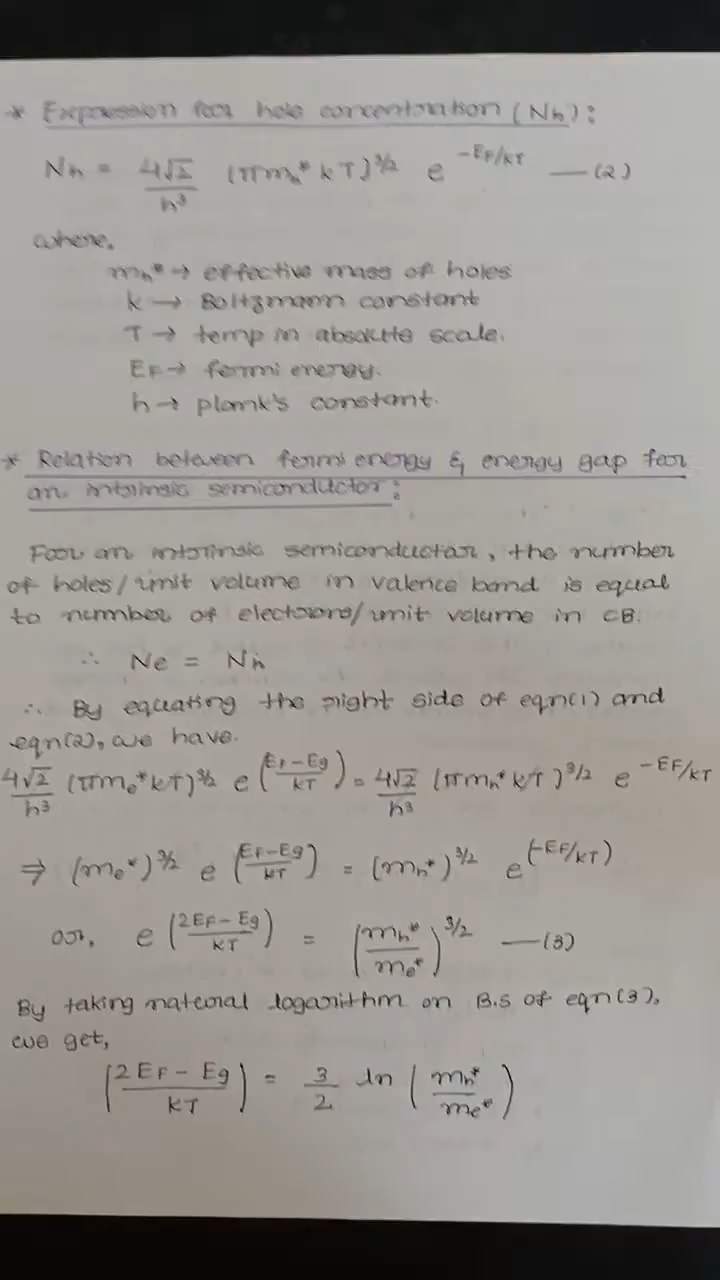 * Expression for hole concentration (Nh):
Nh = 4√2/h³ (πmh* kT)^3/2 e^-EF/kT — (2)
where,
mh* → effective mass of holes
k → Boltzmann constant
T → temp in absolute scale.
EF → fermi energy.
h → plank's constant.
* Relation between fermi energy & energy gap for
an intrinsic semiconductor:
For an intrinsic semiconductor, the number
of holes/unit volume in valence band is equal
to number of electrons/unit volume in CB.
∴ Ne = Nh
∴ By equating the right side of eqn(1) and
eqn(2), we have.
4√2/h³ (πme*kT)^3/2 e^((EF-Eg)/kT) = 4√2/h³ (πmh*kT)^3/2 e^-EF/kT
⇒ (me*)^3/2 e^((EF-Eg)/kT) = (mh*)^3/2 e^(-EF/kT)
or, e^((2EF-Eg)/kT) = (mh*/me*)^3/2 — (3)
By taking natural logarithm on B.S of eqn(3),
we get,
((2EF-Eg)/kT) = 3/2 ln (mh*/me*)